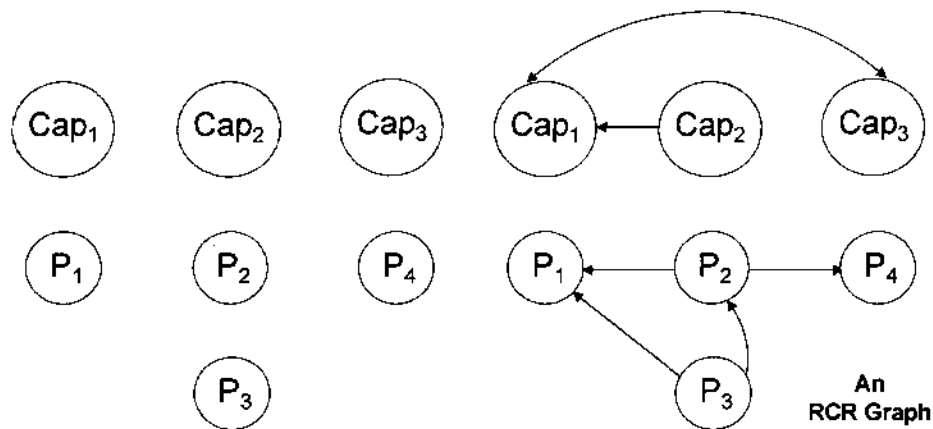 Cap₁ Cap₂ Cap₃ Cap₁ Cap₂ Cap₃
P₁ P₂ P₄ P₁ P₂ P₄
P₃ P₃
An
RCR Graph